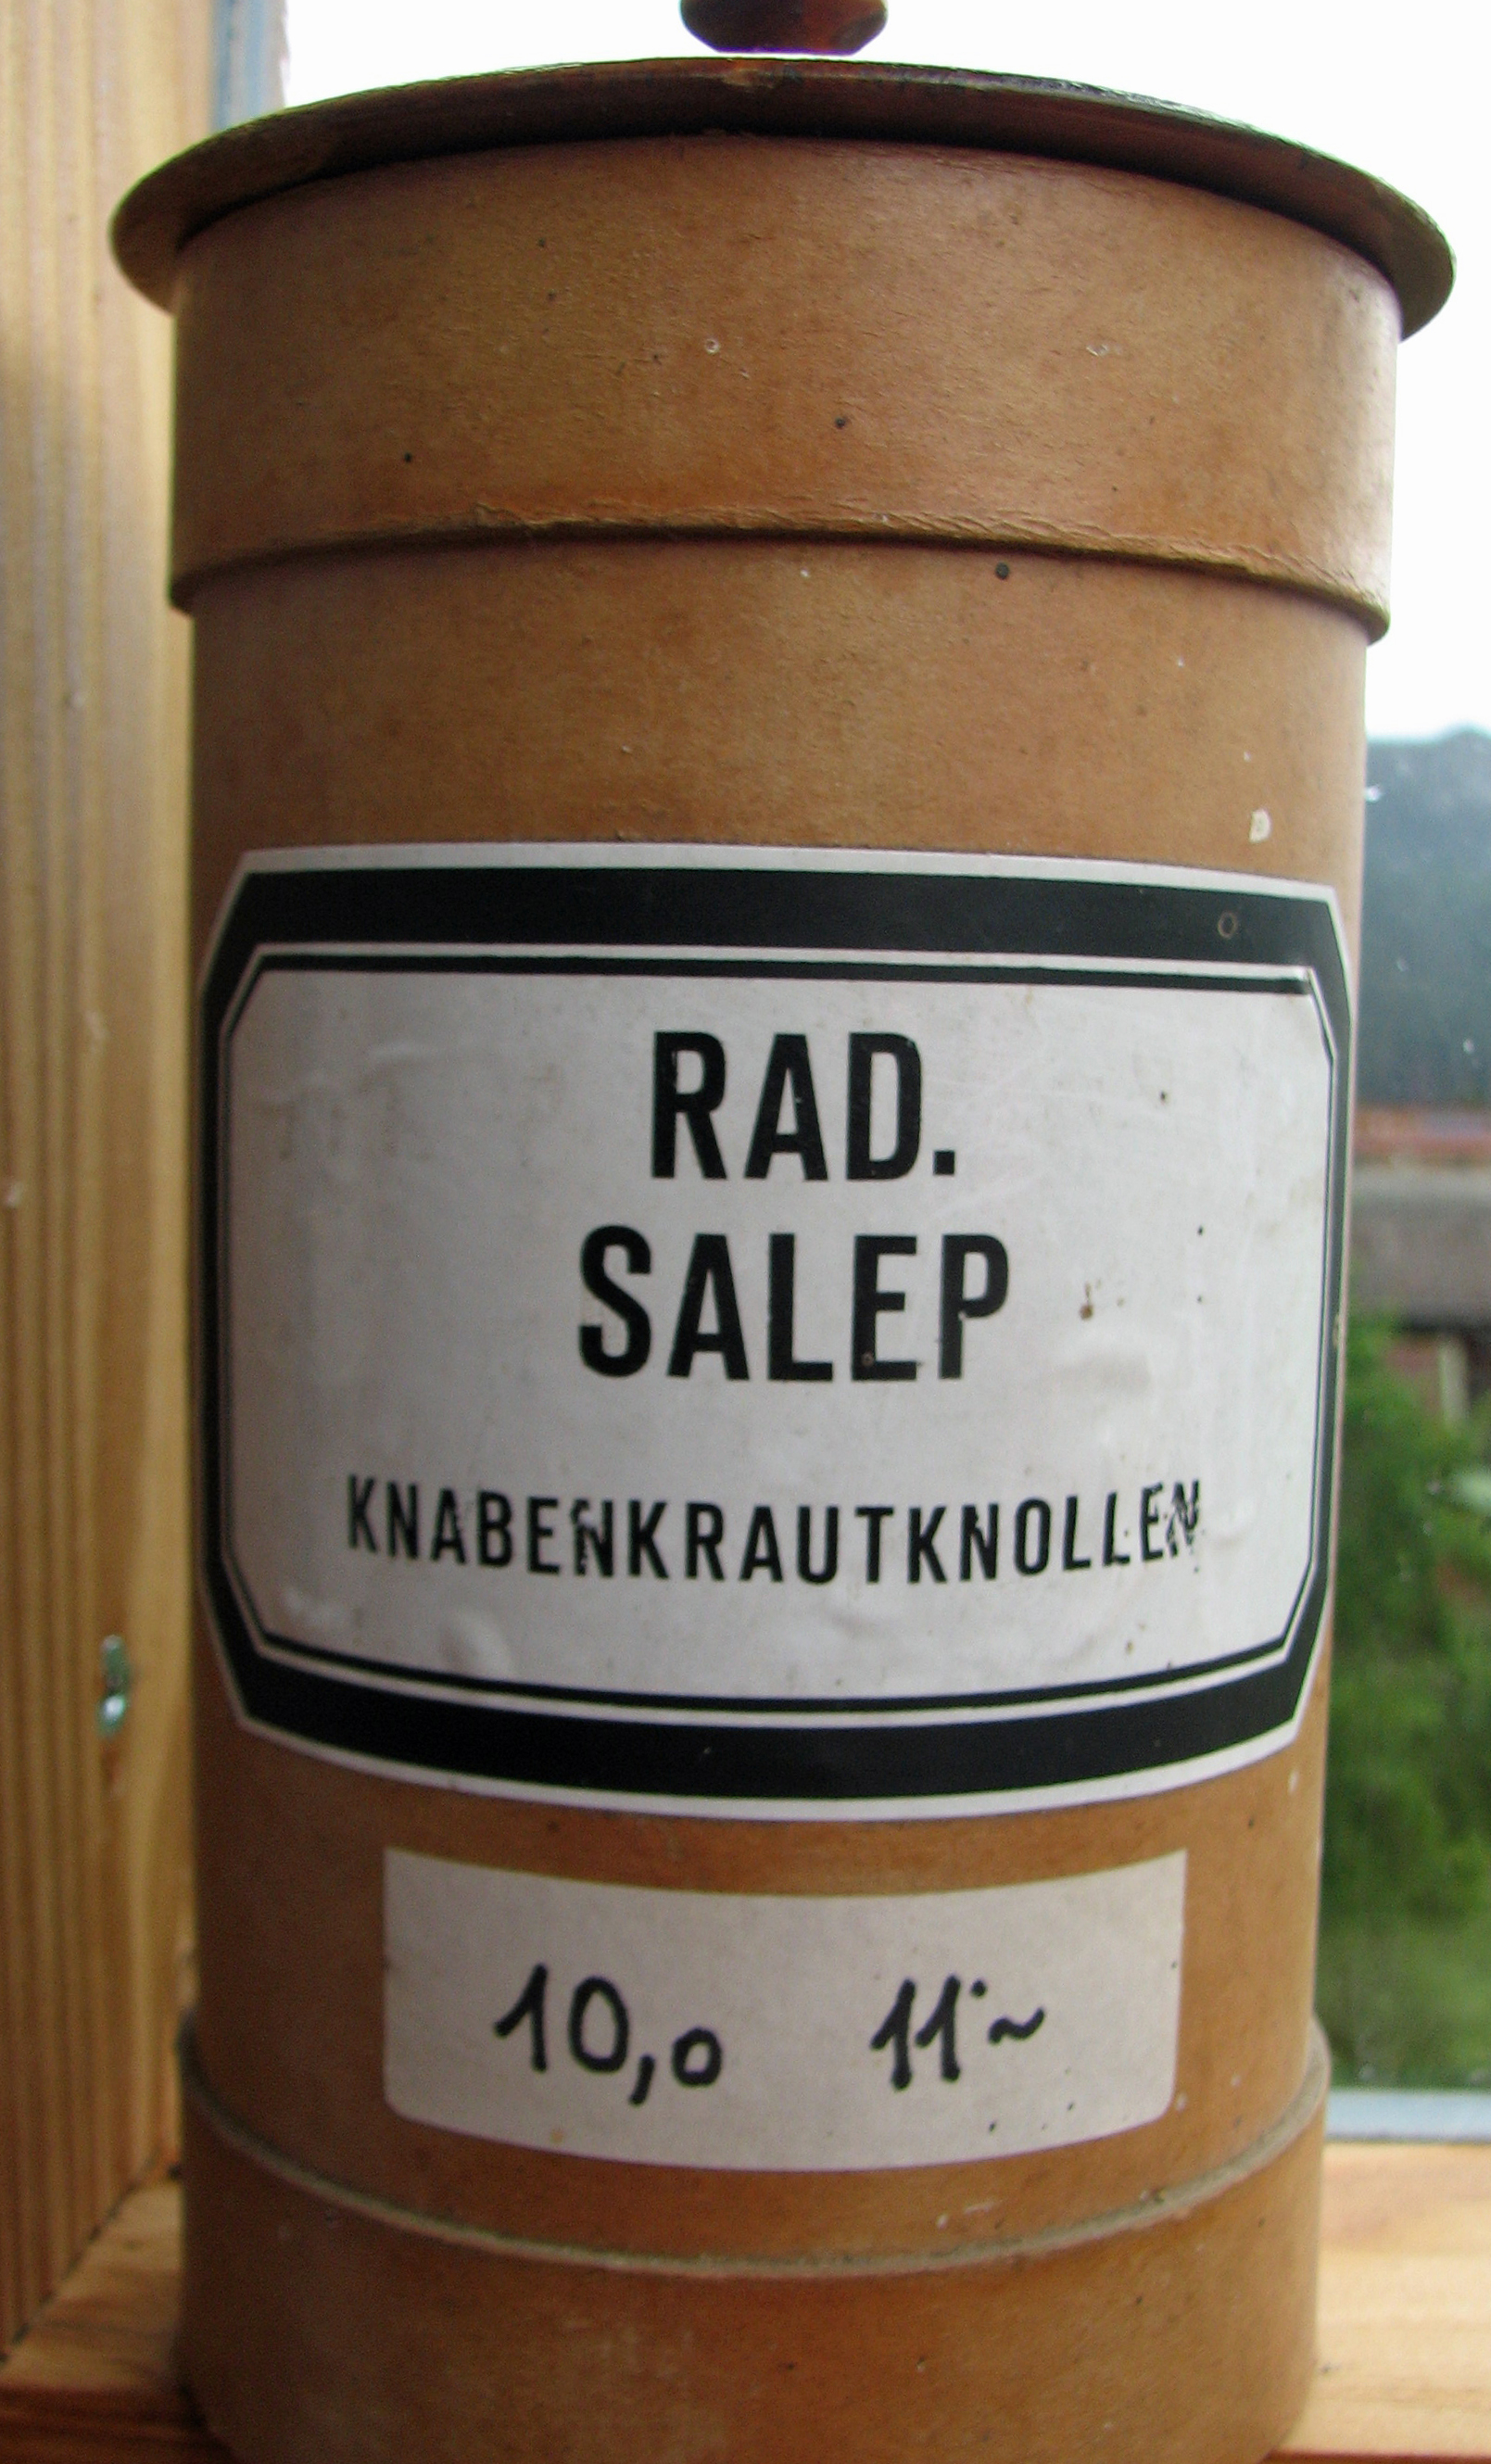 RAD.
SALEP
KNABENKRAUTKNOLLEN
10,0 11·~